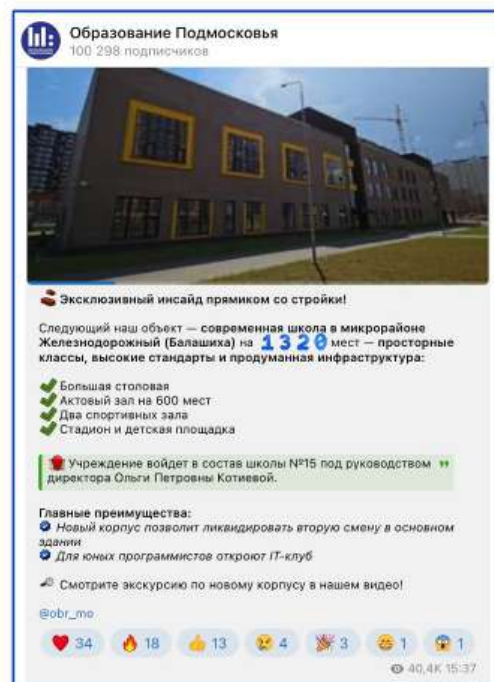 Образование Подмосковья
100 298 подписчиков
Эксклюзивный инсайд прямиком со стройки!
Следующий наш объект — современная школа в микрорайоне
Железнодорожный (Балашиха) на 1320 мест — просторные
классы, высокие стандарты и продуманная инфраструктура:
Большая столовая
Актовый зал на 600 мест
Два спортивных зала
Стадион и детская площадка
Учреждение войдет в состав школы №15 под руководством
директора Ольги Петровны Котиевой.
Главные преимущества:
Новый корпус позволит ликвидировать вторую смену в основном
здании
Для юных программистов откроют IT-клуб
Смотрите экскурсию по новому корпусу в нашем видео!
@obr_mo
34 18 13 4 3 1 1
40,4K 15:37